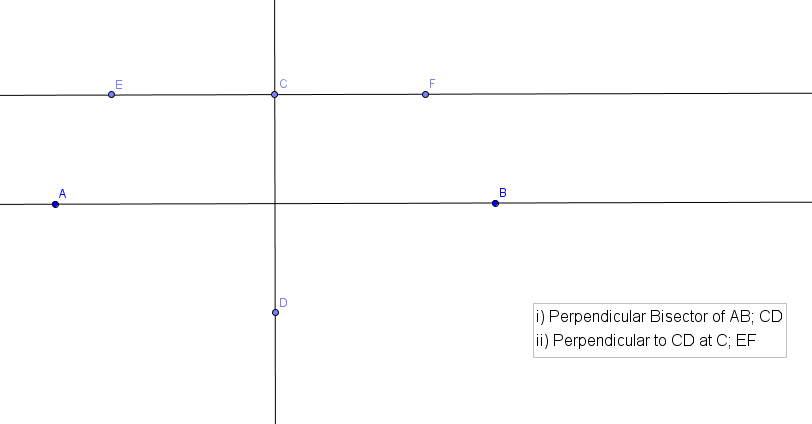 E C F
A B
D
i) Perpendicular Bisector of AB; CD
ii) Perpendicular to CD at C; EF